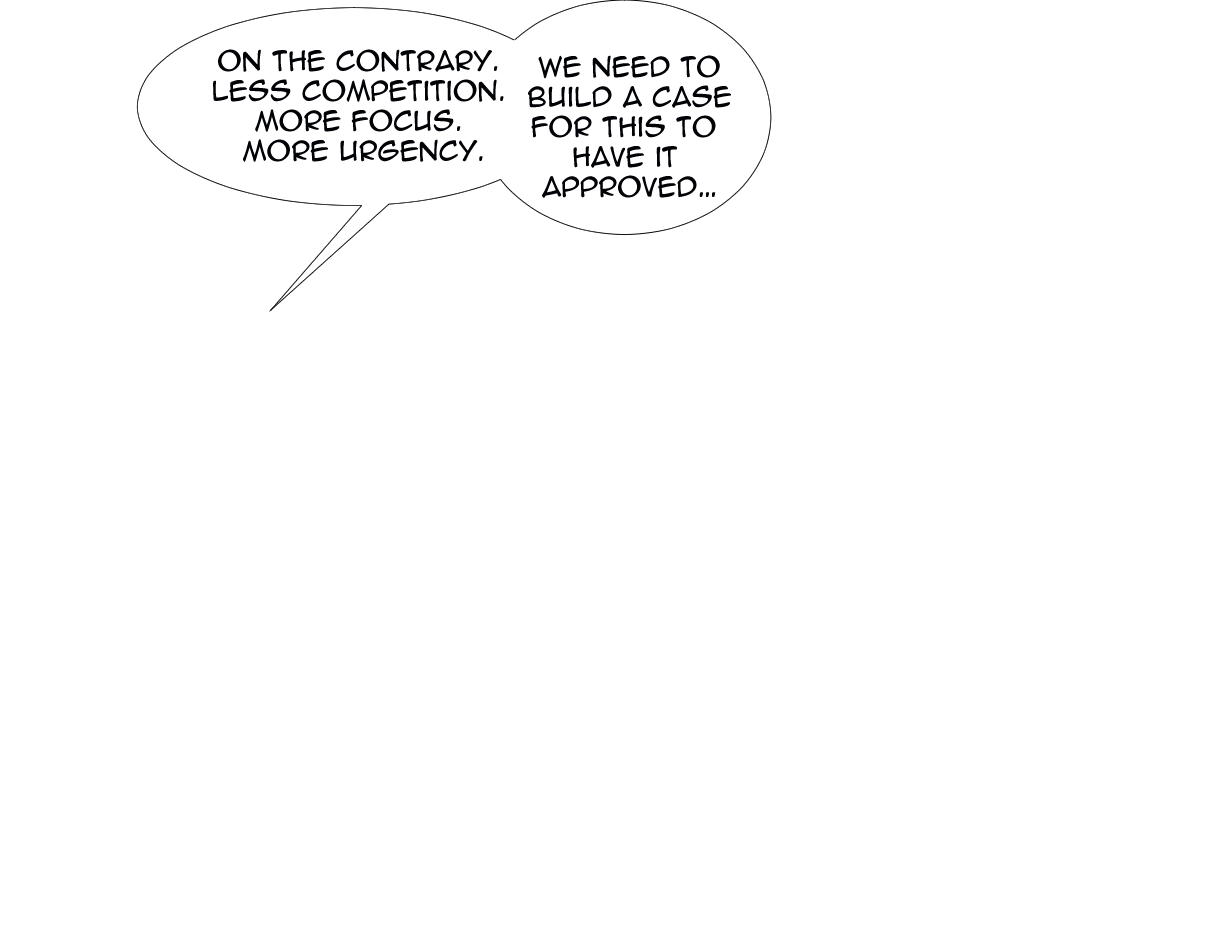 ON THE CONTRARY.
LESS COMPETITION.
MORE FOCUS.
MORE URGENCY.
WE NEED TO
BUILD A CASE
FOR THIS TO
HAVE IT
APPROVED...